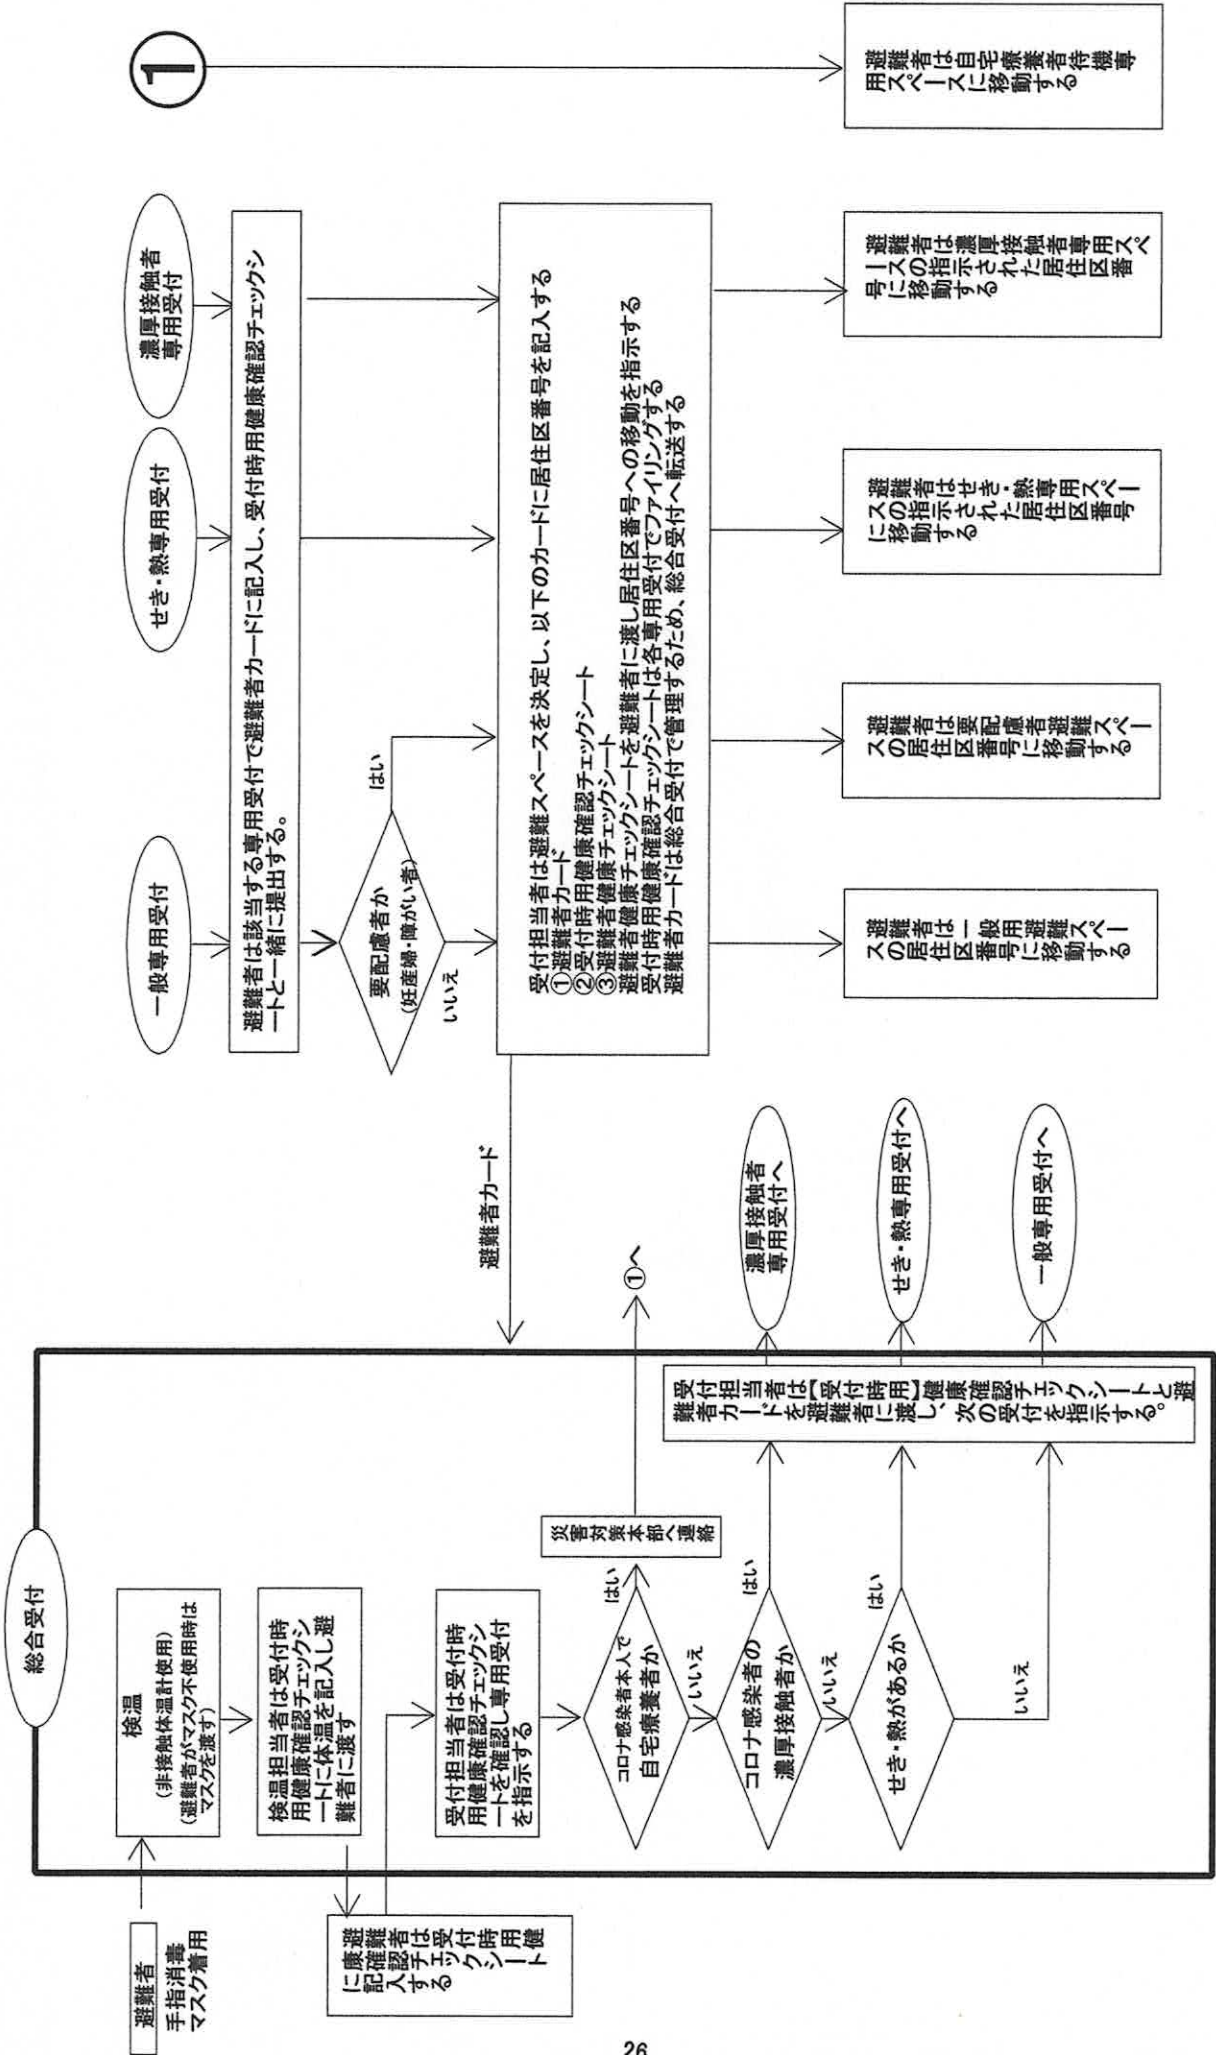 総合受付
避難者
手指消毒
マスク着用
検温
(非接触体温計使用)
(避難者がマスク不使用時は
マスクを渡す)
検温担当者は受付時
用健康確認チェックシ
ートに体温を記入し避
難者に渡す
避難者は受付時用健
康確認チェックシート
に記入する
受付担当者は受付時
用健康確認チェックシ
ートを確認し専用受付
を指示する
コロナ感染者本人で
自宅療養者か
はい
災害対策本部へ連絡
①へ
いいえ
コロナ感染者の
濃厚接触者か
はい
いいえ
せき・熱があるか
はい
いいえ
受付担当者は【受付時用】健康確認チェックシートと避
難者カードを避難者に渡し、次の受付を指示する。
濃厚接触者
専用受付へ
せき・熱専用受付へ
一般専用受付へ
避難者カード
一般専用受付
せき・熱専用受付
濃厚接触者
専用受付
1
避難者は該当する専用受付で避難者カードに記入し、受付時用健康確認チェックシ
ートと一緒に提出する。
要配慮者か
(妊産婦・障がい者)
はい
いいえ
受付担当者は避難スペースを決定し、以下のカードに居住区番号を記入する
①避難者カード
②受付時用健康確認チェックシート
③避難者健康チェックシート
避難者健康チェックシートを避難者に渡し居住区番号への移動を指示する
受付時用健康確認チェックシートは各専用受付でファイリングする
避難者カードは総合受付で管理するため、総合受付へ転送する
避難者は一般用避難スペー
スの居住区番号に移動する
避難者は要配慮者避難スペー
スの居住区番号に移動する
避難者はせき・熱専用スペー
スの指示された居住区番号
に移動する
避難者は濃厚接触者専用スペ
ースの指示された居住区番
号に移動する
避難者は自宅療養者待機専
用スペースに移動する
26